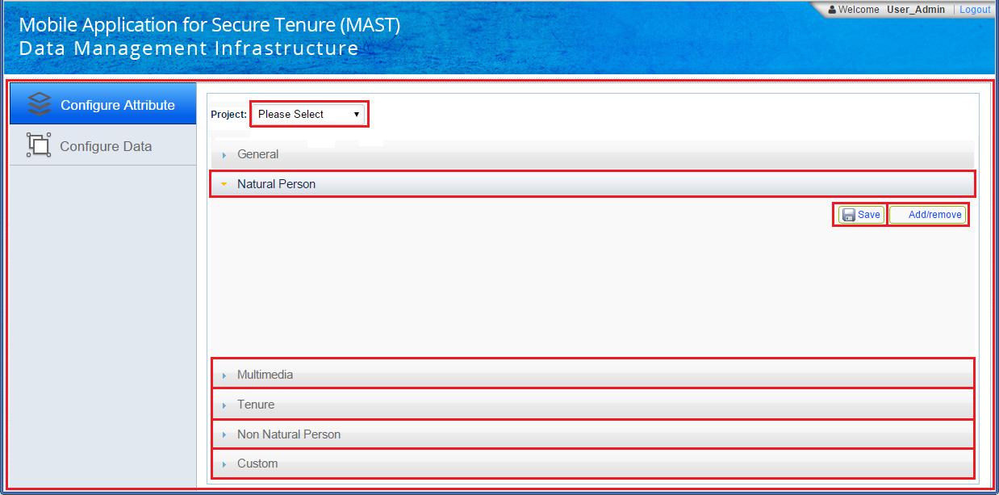 Welcome User_Admin | Logout
Mobile Application for Secure Tenure (MAST)
Data Management Infrastructure
Configure Attribute
Configure Data
Project: Please Select
General
Natural Person
Save Add/remove
Multimedia
Tenure
Non Natural Person
Custom